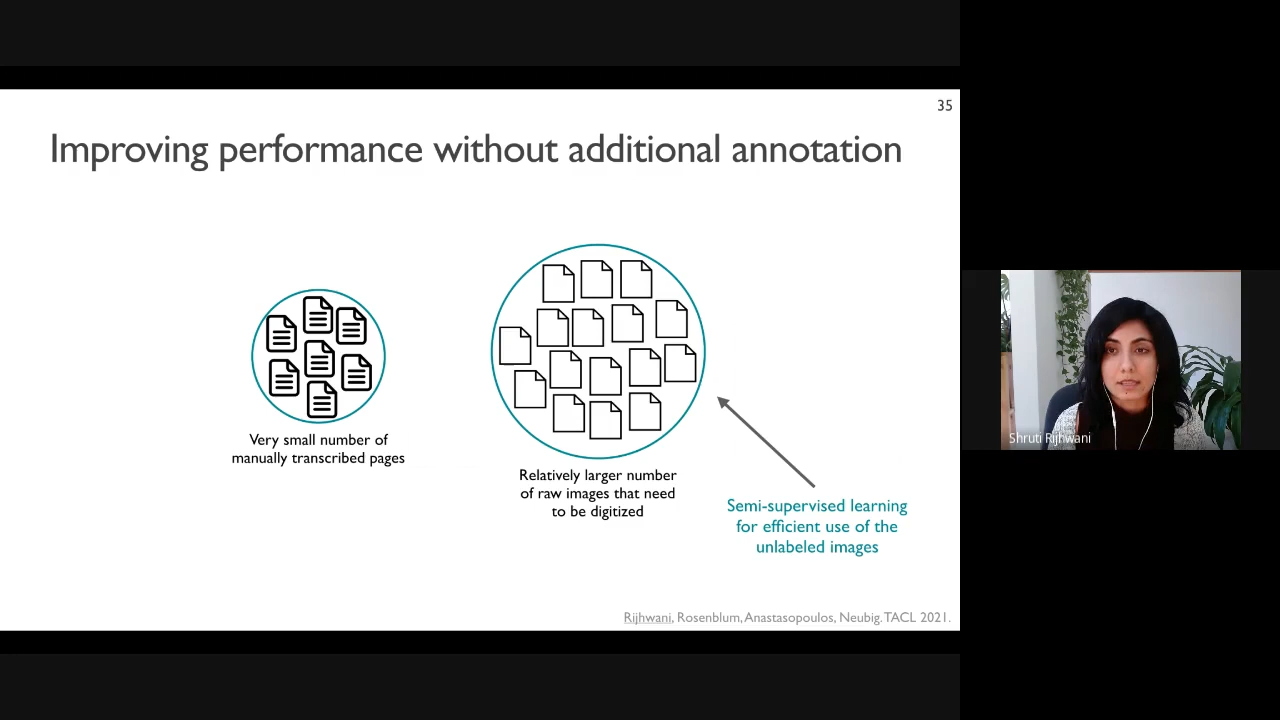 35
Improving performance without additional annotation
Very small number of
manually transcribed pages
Relatively larger number
of raw images that need
to be digitized
Semi-supervised learning
for efficient use of the
unlabeled images
Rijhwani, Rosenblum, Anastasopoulos, Neubig. TACL 2021.
Shruti Rijhwani